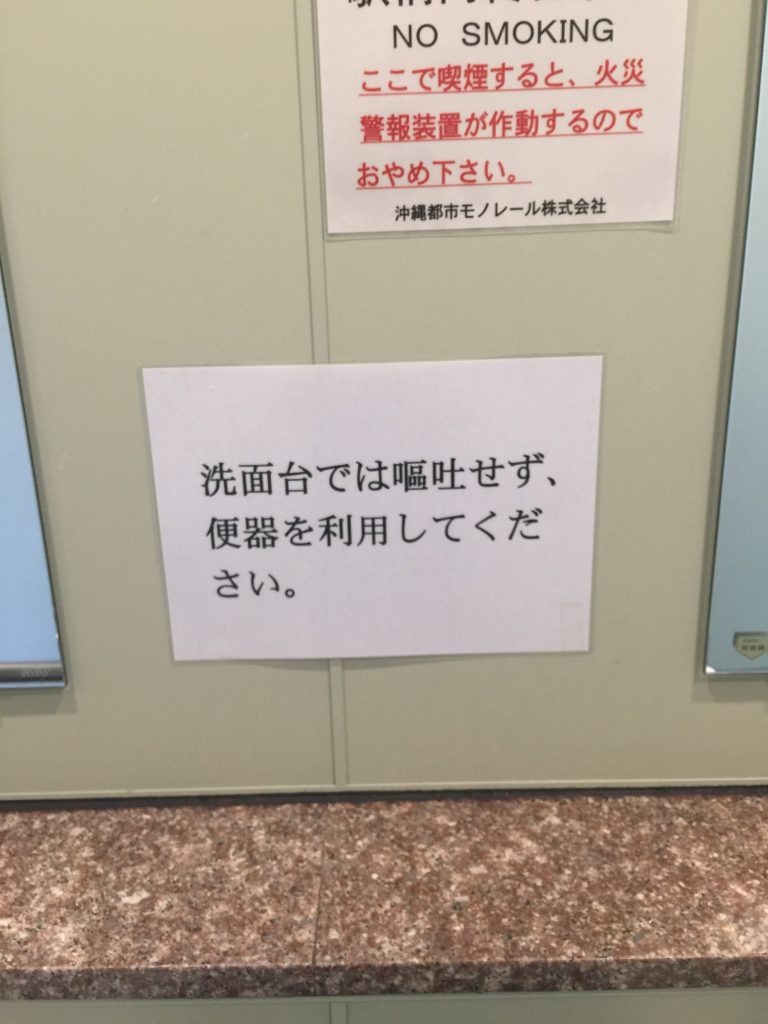 NO SMOKING
ここで喫煙すると、火災
警報装置が作動するので
おやめ下さい。
沖縄都市モノレール株式会社
洗面台では嘔吐せず、
便器を利用してくだ
さい。